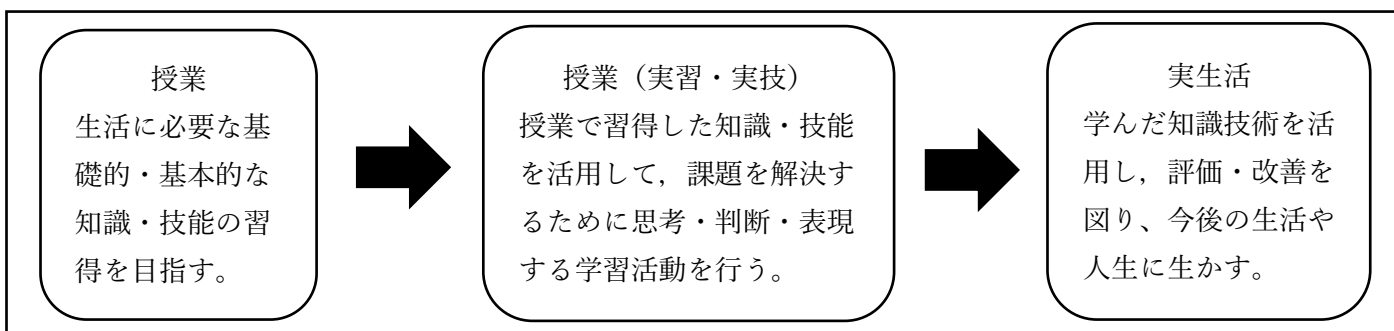 授業
生活に必要な基
礎的・基本的な
知識・技能の習
得を目指す。
授業（実習・実技）
授業で習得した知識・技能
を活用して，課題を解決す
るために思考・判断・表現
する学習活動を行う。
実生活
学んだ知識技術を活
用し，評価・改善を
図り、今後の生活や
人生に生かす。